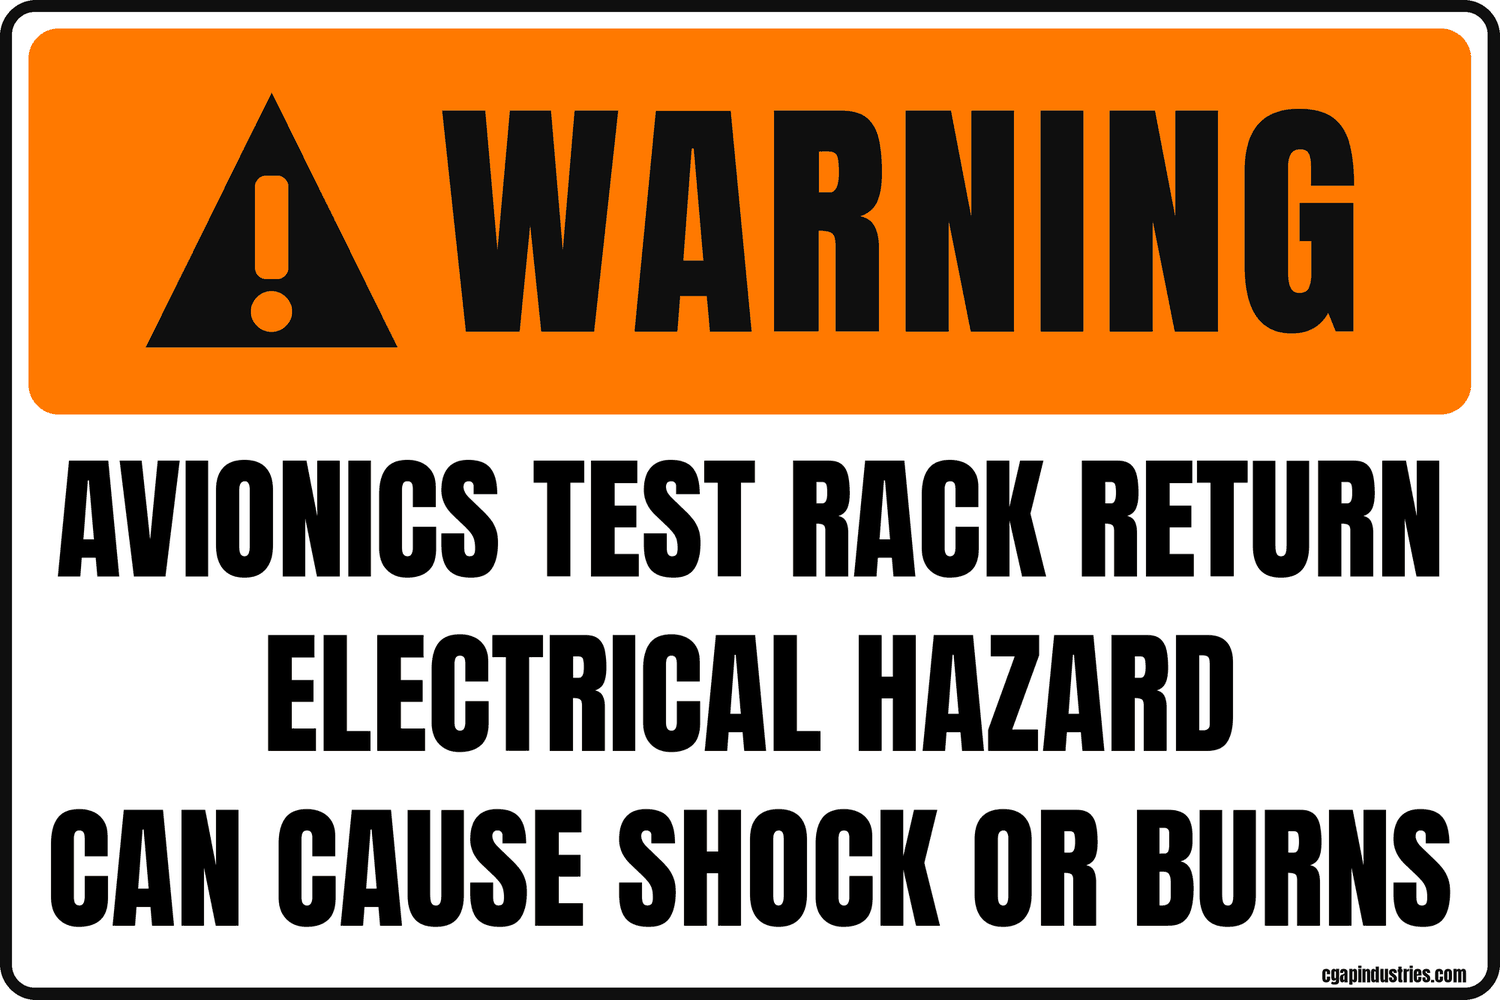 WARNING
AVIONICS TEST RACK RETURN
ELECTRICAL HAZARD
CAN CAUSE SHOCK OR BURNS
cgapindustries.com